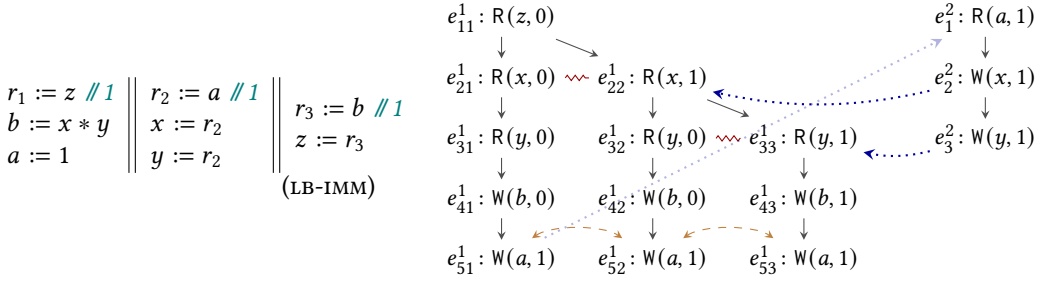 r₁ := z // 1
b := x * y
a := 1
r₂ := a // 1
x := r₂
y := r₂
r₃ := b // 1
z := r₃
(LB-IMM)
e¹₁₁: R(z, 0)
e²₁: R(a, 1)
e¹₂₁: R(x, 0) e¹₂₂: R(x, 1)
e²₂: W(x, 1)
e¹₃₁: R(y, 0) e¹₃₂: R(y, 0) e¹₃₃: R(y, 1)
e²₃: W(y, 1)
e¹₄₁: W(b, 0) e¹₄₂: W(b, 0) e¹₄₃: W(b, 1)
e¹₅₁: W(a, 1) e¹₅₂: W(a, 1) e¹₅₃: W(a, 1)